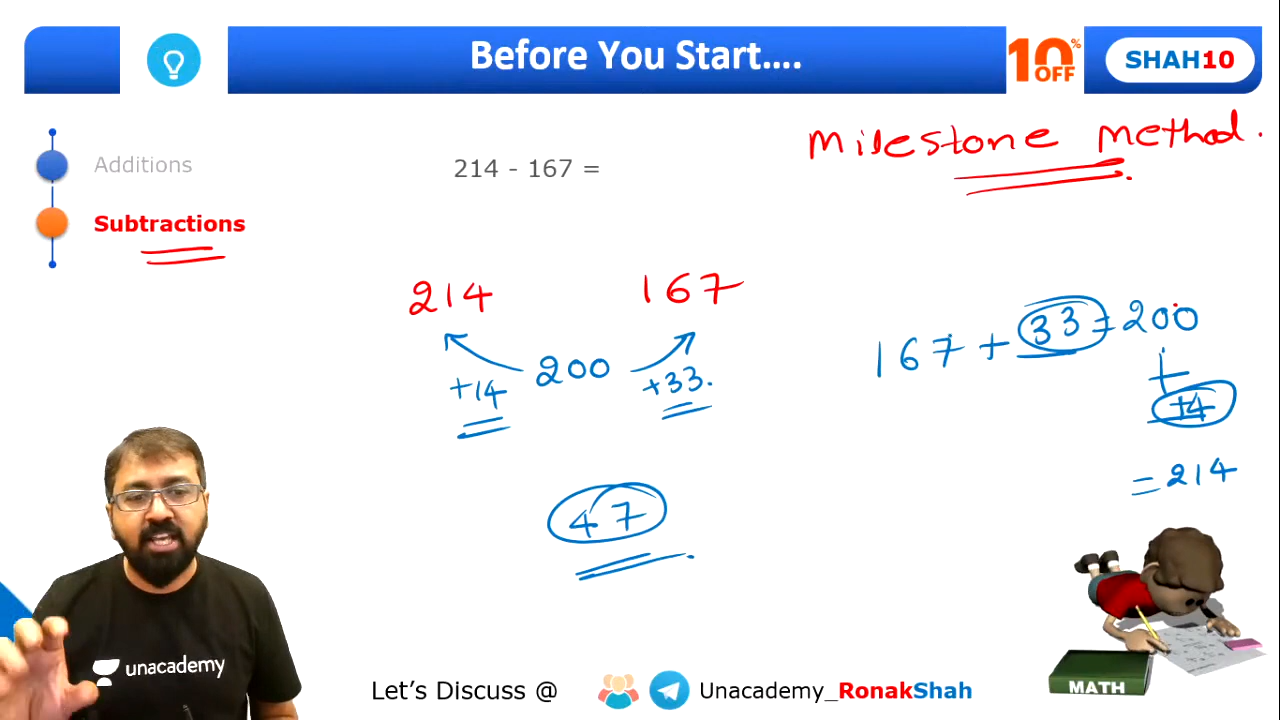 Before You Start....
10% OFF
SHAH10
Milestone Method.
Additions
214 - 167 =
Subtractions
214 167
200
+14 +33.
167 + 33 = 200
+
14
= 214
47
unacademy
MATH
Let's Discuss @ Unacademy_RonakShah